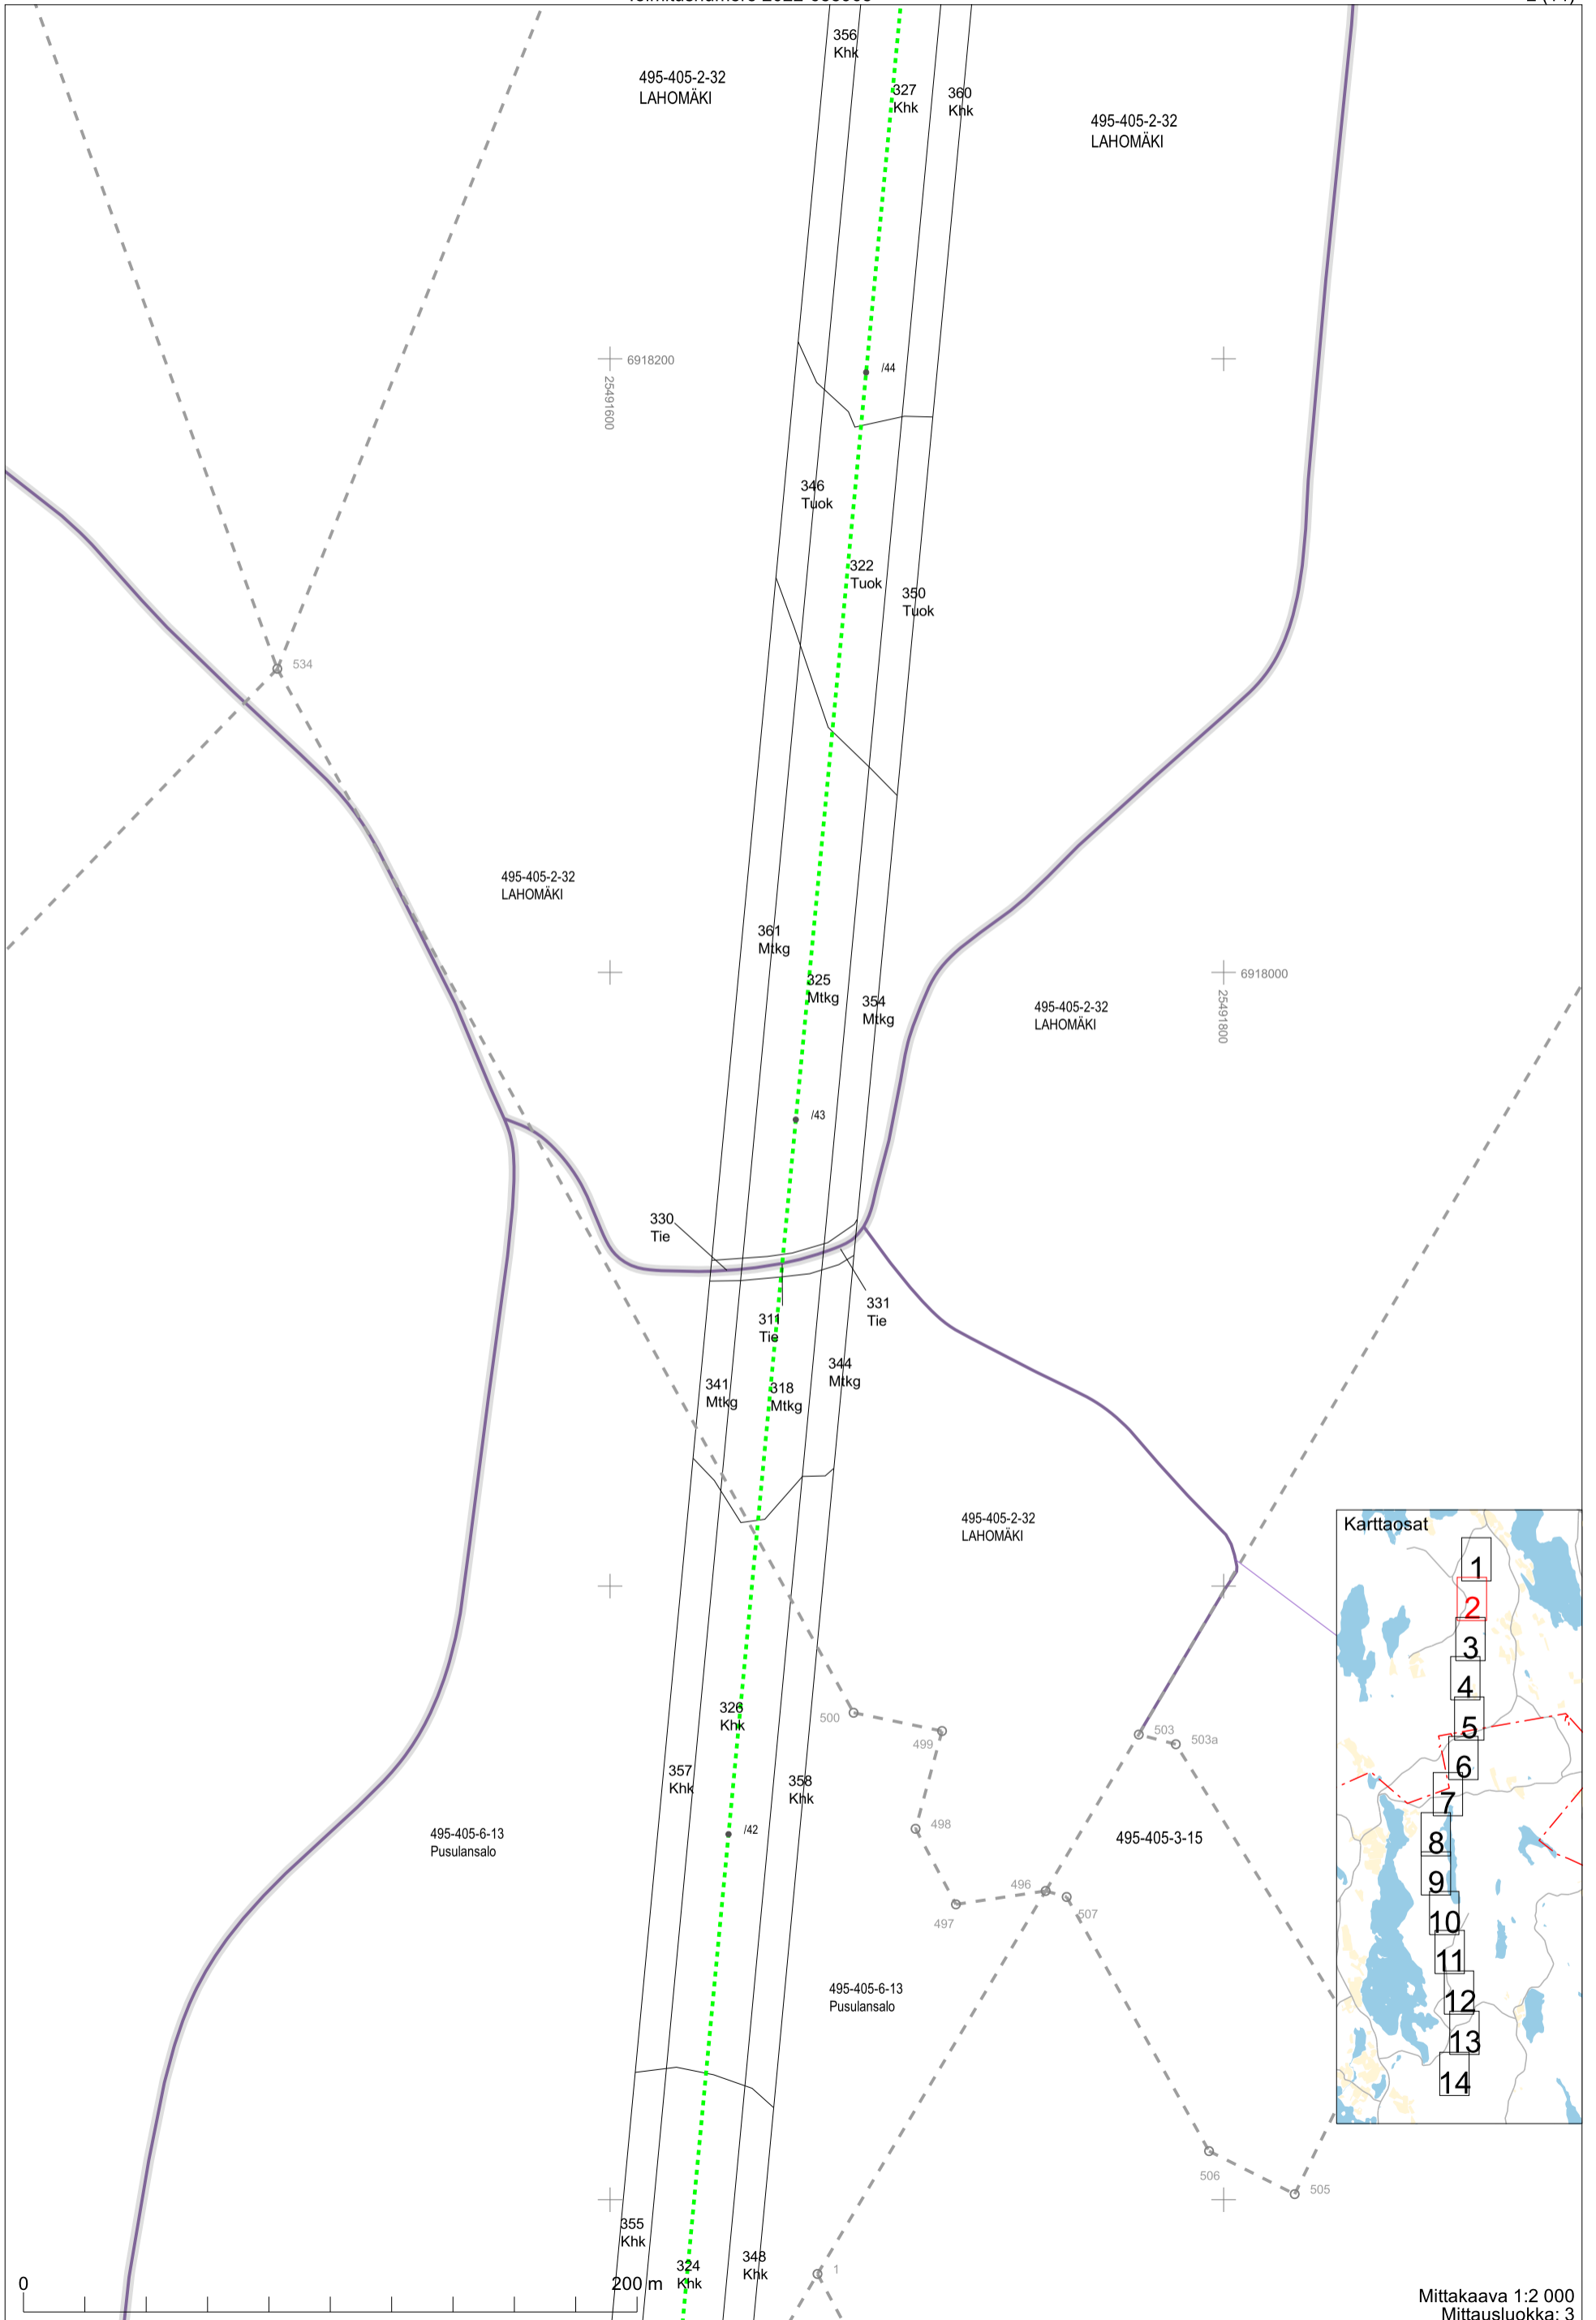 356
Khk
495-405-2-32
LAHOMÄKI
327
Khk
360
Khk
495-405-2-32
LAHOMÄKI
6918200
25491600
/44
346
Tuok
322
Tuok
350
Tuok
534
495-405-2-32
LAHOMÄKI
361
Mtkg
325
Mtkg
354
Mtkg
6918000
25491800
495-405-2-32
LAHOMÄKI
/43
330
Tie
331
Tie
311
Tie
344
Mtkg
341
Mtkg
318
Mtkg
495-405-2-32
LAHOMÄKI
Karttaosat
1
2
3
4
5
6
7
8
9
10
11
12
13
14
326
Khk
500
499
503
503a
357
Khk
358
Khk
498
/42
495-405-6-13
Pusulansalo
495-405-3-15
496
497
507
495-405-6-13
Pusulansalo
506
505
355
Khk
324
Khk
348
Khk
1
0
200 m
Mittakaava 1:2 000
Mittausluokka: 3